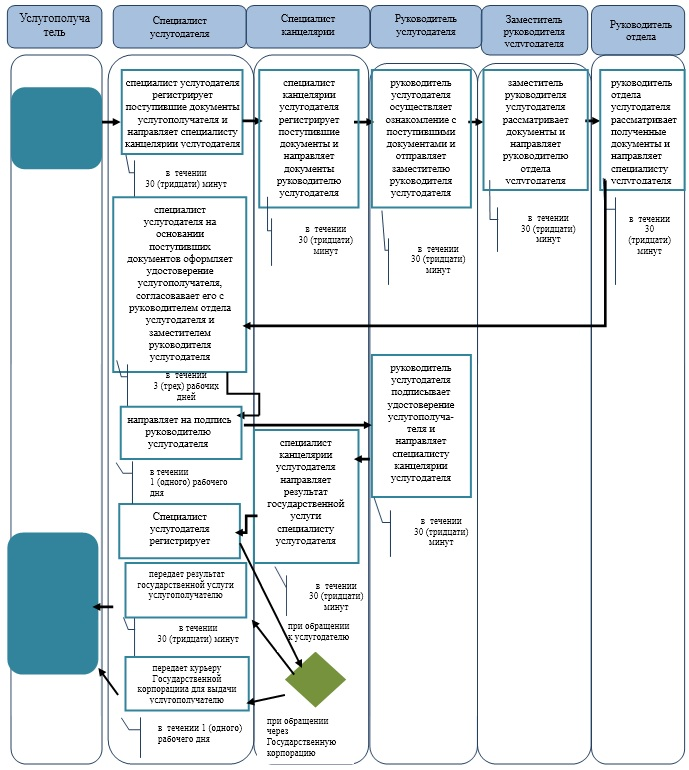 Услугополуча
тель
Специалист
услугодателя
Специалист
канцелярии
Руководитель
услугодателя
Заместитель
руководителя
услугодателя
Руководитель
отдела
специалист услугодателя
регистрирует
поступившие документы
услугополучателя и
направляет специалисту
канцелярии услугодателя
специалист
канцелярии
услугодателя
регистрирует
поступившие
документы и
направляет
документы
руководителю
услугодателя
руководитель
услугодателя
осуществляет
ознакомление с
поступившими
документами и
отправляет
заместителю
руководителя
услугодателя
заместитель
руководителя
услугодателя
рассматривает
документы и
направляет
руководителю
отдела
услугодателя
руководитель
отдела
услугодателя
рассматривает
полученные
документы и
направляет
специалисту
услугодателя
в течении
30 (тридцати) минут
в течении
30 (тридцати)
минут
в течении
30 (тридцати)
минут
в течении
30 (тридцати)
минут
в течении
30
(тридцати)
минут
специалист
услугодателя на
основании
поступивших
документов оформляет
удостоверение
услугополучателя,
согласовавает его с
руководителем отдела
услугодателя и
заместителем
руководителя
услугодателя
в течении
3 (трех) рабочих
дней
направляет на подпись
руководителю
услугодателя
в течении
1 (одного) рабочего
дня
руководитель
услугодателя
подписывает
удостоверение
услугополуча-
теля и
направляет
специалисту
канцелярии
услугодателя
в течении
30 (тридцати)
минут
специалист
канцелярии
услугодателя
направляет
результат
государственной
услуги
специалисту
услугодателя
в течении
30 (тридцати)
минут
Специалист
услугодателя
регистрирует
передает результат
государственной услуги
услугополучателю
в течении
30 (тридцати) минут
при обращении
к услугодателю
передает курьеру
Государственной
корпорациина для выдачи
услугополучателю
в течении 1 (одного)
рабочего дня
при обращении
через
Государственную
корпорацию